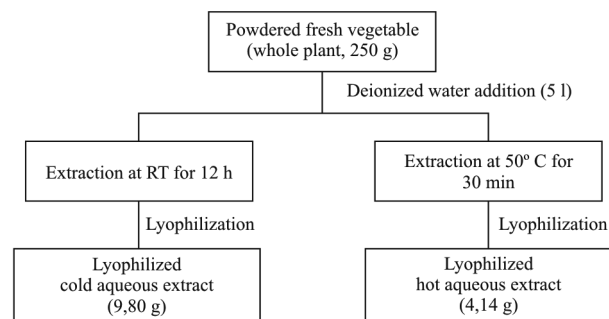 Powdered fresh vegetable
(whole plant, 250 g)
Deionized water addition (5 l)
Extraction at RT for 12 h
Extraction at 50º C for
30 min
Lyophilization
Lyophilization
Lyophilized
cold aqueous extract
(9,80 g)
Lyophilized
hot aqueous extract
(4,14 g)